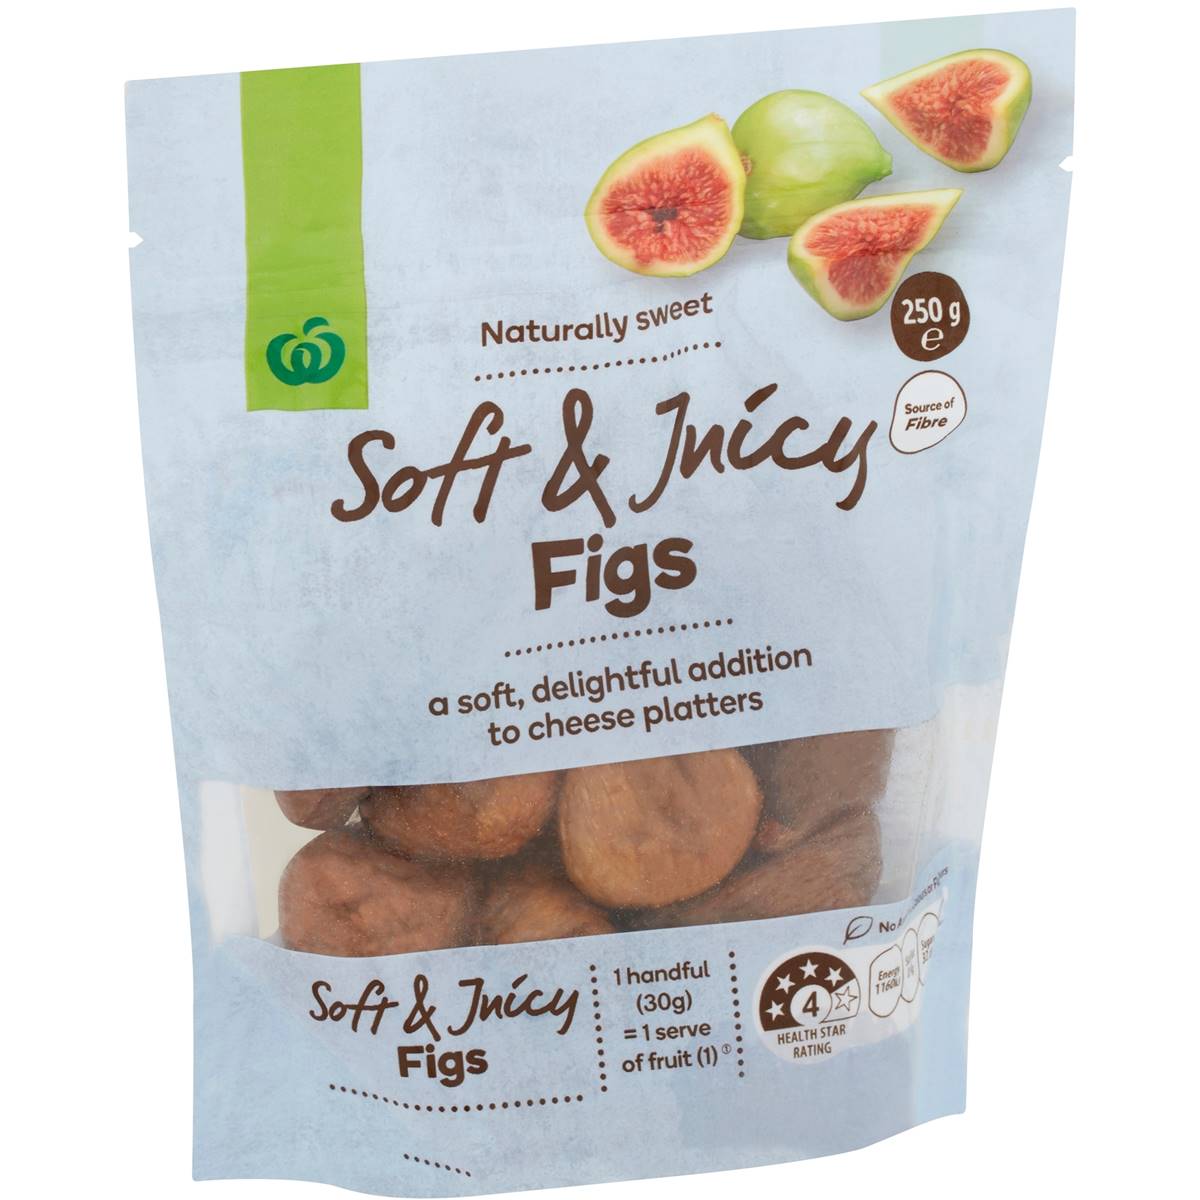 Naturally sweet
250 g
e
Source of
Fibre
Soft & Juicy
Figs
a soft, delightful addition
to cheese platters
Soft & Juicy
Figs
1 handful
(30g)
= 1 serve
of fruit (1)
No
4
HEALTH STAR
RATING
Energy
1160kJ